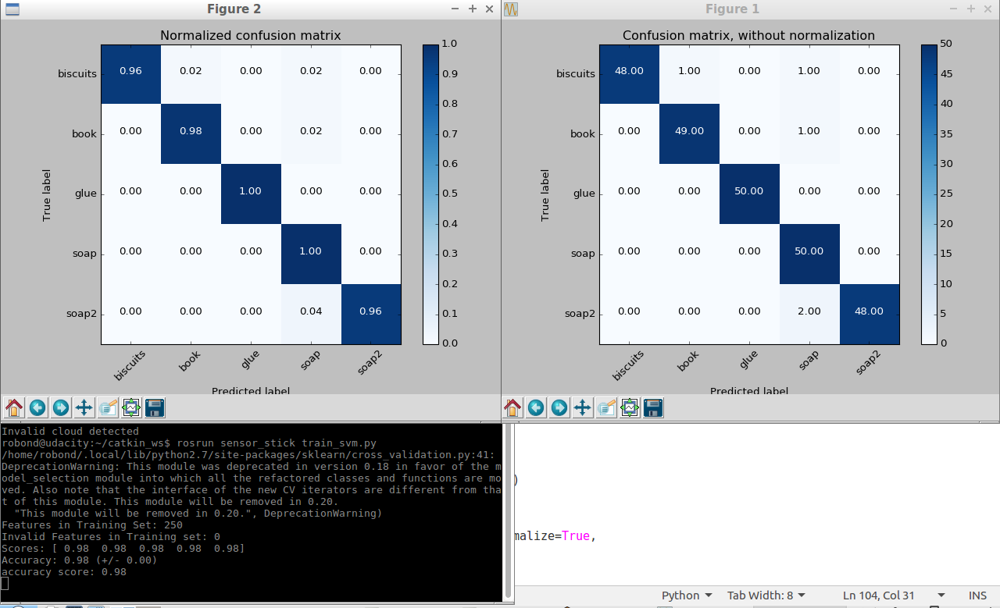 Figure 2
Normalized confusion matrix
biscuits 0.96 0.02 0.00 0.02 0.00
book 0.00 0.98 0.00 0.02 0.00
glue 0.00 0.00 1.00 0.00 0.00
soap 0.00 0.00 0.00 1.00 0.00
soap2 0.00 0.00 0.00 0.04 0.96
True label
biscuits book glue soap soap2
Predicted label
1.0
0.9
0.8
0.7
0.6
0.5
0.4
0.3
0.2
0.1
0.0
Figure 1
Confusion matrix, without normalization
biscuits 48.00 1.00 0.00 1.00 0.00
book 0.00 49.00 0.00 1.00 0.00
glue 0.00 0.00 50.00 0.00 0.00
soap 0.00 0.00 0.00 50.00 0.00
soap2 0.00 0.00 0.00 2.00 48.00
True label
biscuits book glue soap soap2
Predicted label
50
45
40
35
30
25
20
15
10
5
0
Invalid cloud detected
robond@udacity:~/catkin_ws$ rosrun sensor_stick train_svm.py
/home/robond/.local/lib/python2.7/site-packages/sklearn/cross_validation.py:41:
DeprecationWarning: This module was deprecated in version 0.18 in favor of the m
odel_selection module into which all the refactored classes and functions are mo
ved. Also note that the interface of the new CV iterators are different from tha
t of this module. This module will be removed in 0.20.
"This module will be removed in 0.20.", DeprecationWarning)
Features in Training Set: 250
Invalid Features in Training set: 0
Scores: [ 0.98 0.98 0.98 0.98 0.98]
Accuracy: 0.98 (+/- 0.00)
accuracy score: 0.98
)
malize=True,
Python Tab Width: 8 Ln 104, Col 31 INS